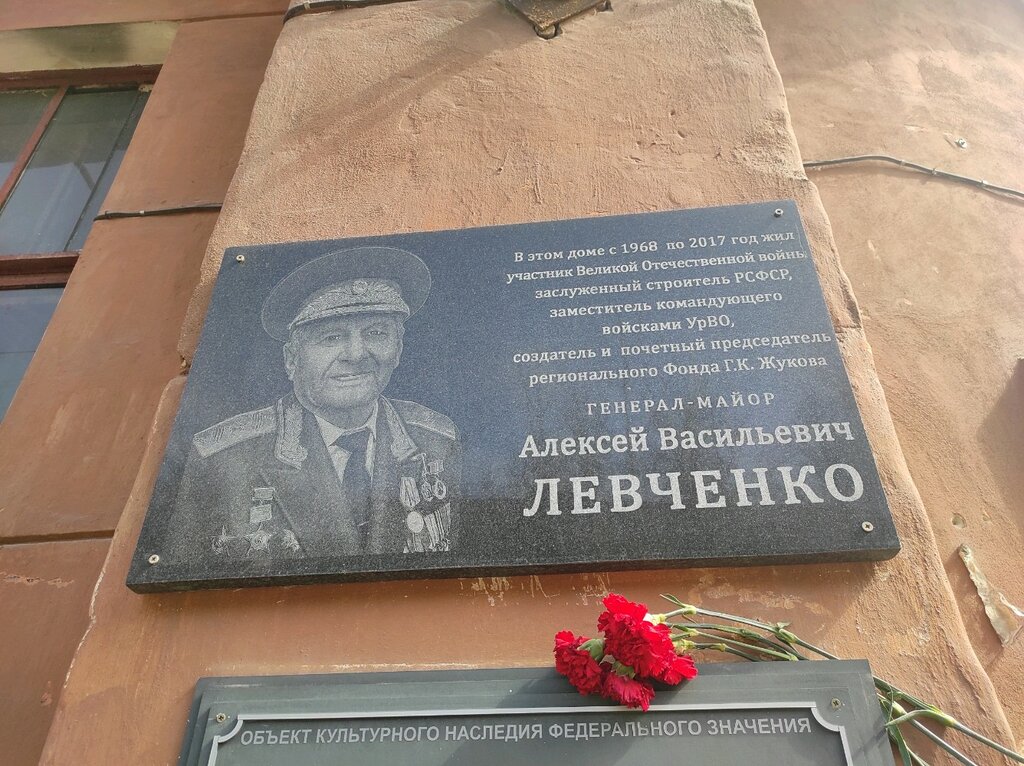 В этом доме с 1968 по 2017 год жил
участник Великой Отечественной войны,
заслуженный строитель РСФСР,
заместитель командующего
войсками УрВО,
создатель и почетный председатель
регионального Фонда Г.К. Жукова
ГЕНЕРАЛ-МАЙОР
Алексей Васильевич
ЛЕВЧЕНКО
ОБЪЕКТ КУЛЬТУРНОГО НАСЛЕДИЯ ФЕДЕРАЛЬНОГО ЗНАЧЕНИЯ